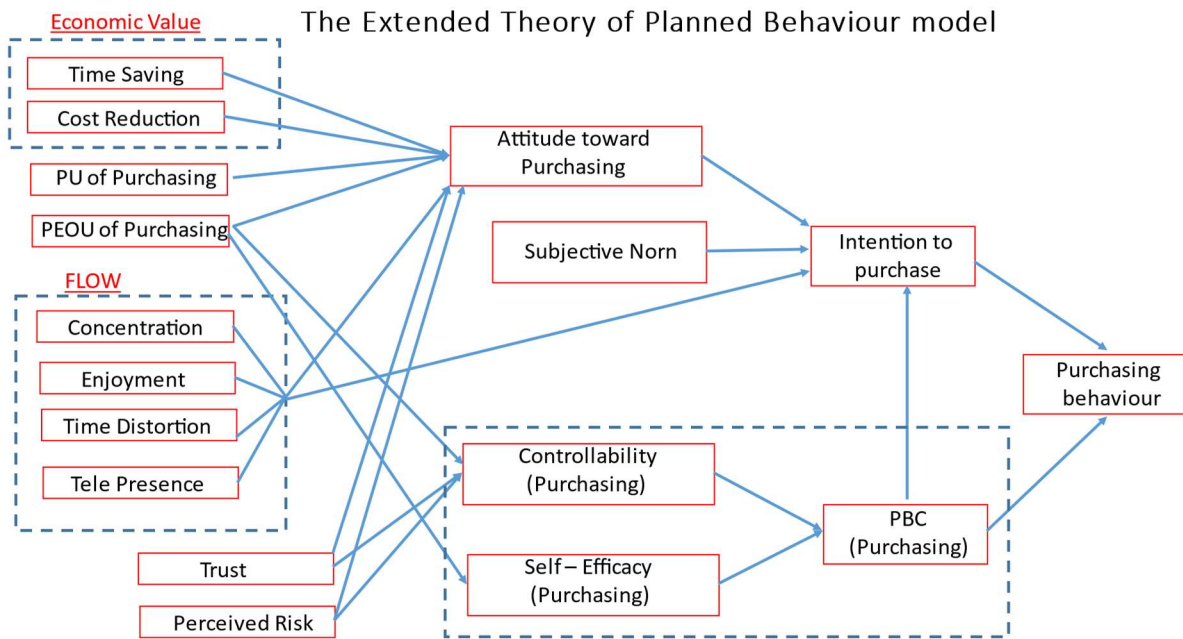 The Extended Theory of Planned Behaviour model
Economic Value
Time Saving
Cost Reduction
PU of Purchasing
PEOU of Purchasing
FLOW
Concentration
Enjoyment
Time Distortion
Tele Presence
Trust
Perceived Risk
Attitude toward
Purchasing
Subjective Norn
Controllability
(Purchasing)
Self – Efficacy
(Purchasing)
Intention to
purchase
PBC
(Purchasing)
Purchasing
behaviour